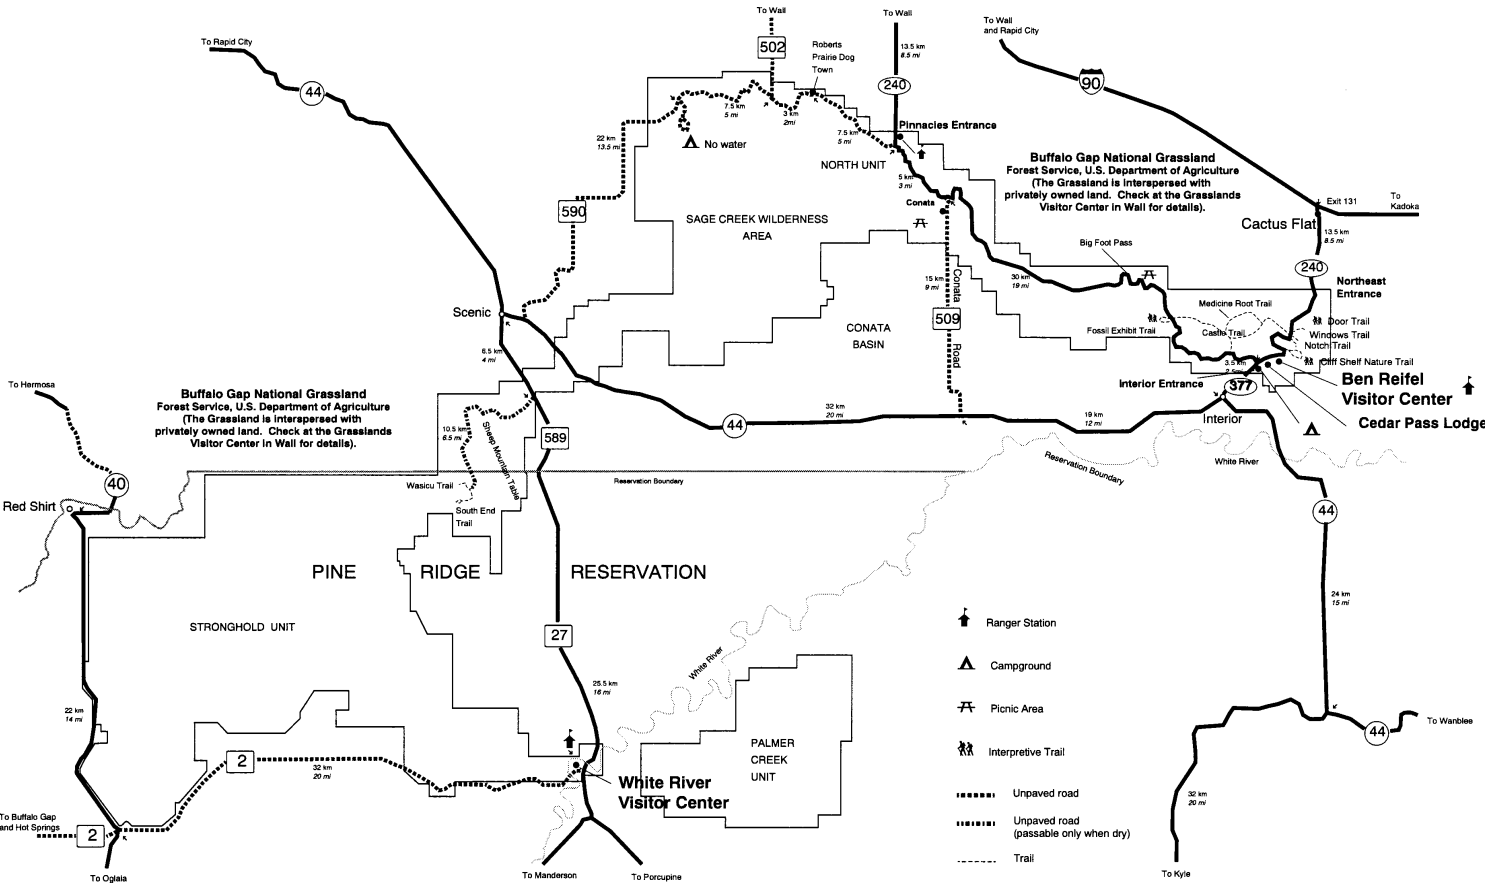 To Wall
502
Roberts
Prairie Dog
Town
To Wall
13.5 km
8.5 mi
240
To Wall
and Rapid City
90
To Rapid City
44
7.5 km
5 mi
3 km
2mi
7.5 km
5 mi
22 km
13.5 mi
No water
Pinnacles Entrance
NORTH UNIT
5 km
3 mi
Buffalo Gap National Grassland
Forest Service, U.S. Department of Agriculture
(The Grassland is interspersed with
privately owned land. Check at the Grasslands
Visitor Center in Wall for details).
Exit 131
To
Kadoka
Cactus Flat
13.5 km
8.5 mi
240
Northeast
Entrance
590
SAGE CREEK WILDERNESS
AREA
Conata
Big Foot Pass
15 km
9 mi
Conata
509
Road
30 km
19 mi
Medicine Root Trail
Fossil Exhibit Trail
Castle Trail
Door Trail
Windows Trail
Notch Trail
Cliff Shelf Nature Trail
3.5 km
2.5 mi
Scenic
CONATA
BASIN
6.5 km
4 mi
Interior Entrance
377
Ben Reifel
Visitor Center
Cedar Pass Lodge
To Hermosa
Buffalo Gap National Grassland
Forest Service, U.S. Department of Agriculture
(The Grassland is interspersed with
privately owned land. Check at the Grasslands
Visitor Center in Wall for details).
32 km
20 mi
44
19 km
12 mi
Interior
10.5 km
6.5 mi
Sheep Mountain
Table
589
Reservation Boundary
White River
40
Red Shirt
Wasicu Trail
South End
Trail
Reservation Boundary
44
PINE RIDGE RESERVATION
STRONGHOLD UNIT
27
White River
24 km
15 mi
Ranger Station
Campground
Picnic Area
Interpretive Trail
Unpaved road
Unpaved road
(passable only when dry)
Trail
25.5 km
16 mi
22 km
14 mi
2
32 km
20 mi
PALMER
CREEK
UNIT
White River
Visitor Center
44
To Wanblee
32 km
20 mi
To Buffalo Gap
and Hot Springs
2
To Oglala
To Manderson
To Porcupine
To Kyle